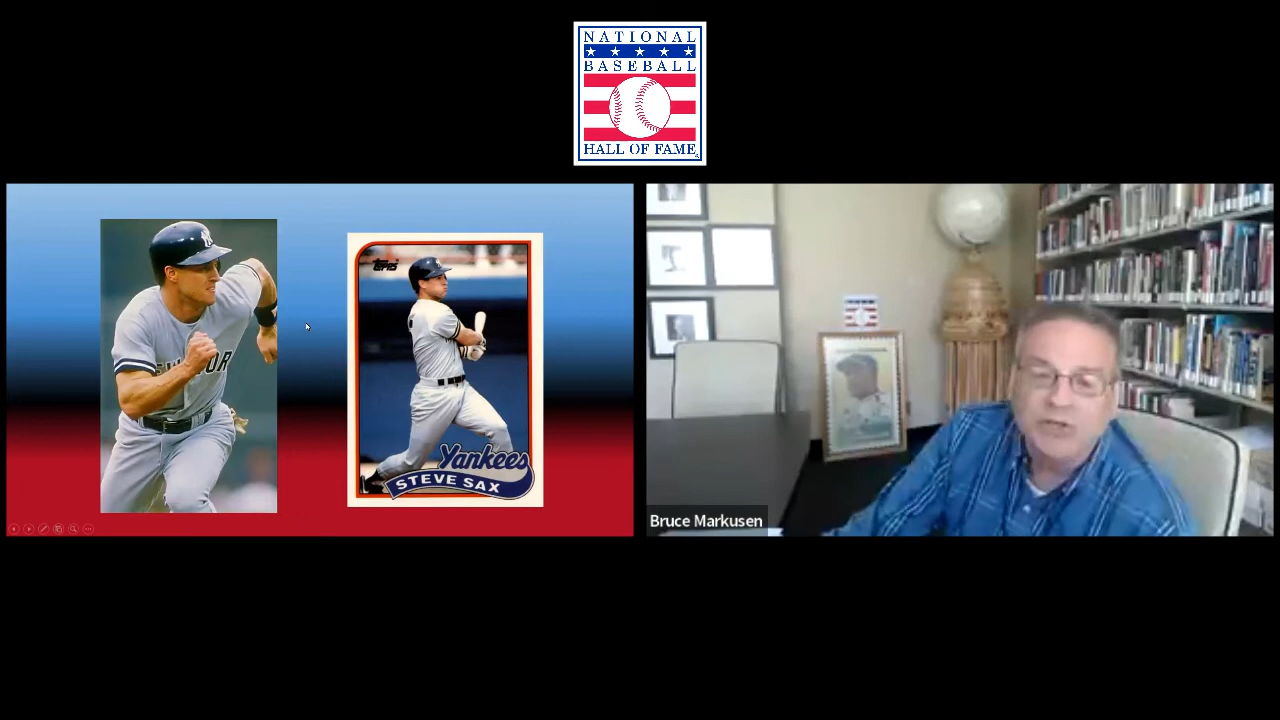 NATIONAL
BASEBALL
HALL OF FAME
Topps
Yankees
STEVE SAX
Bruce Markusen